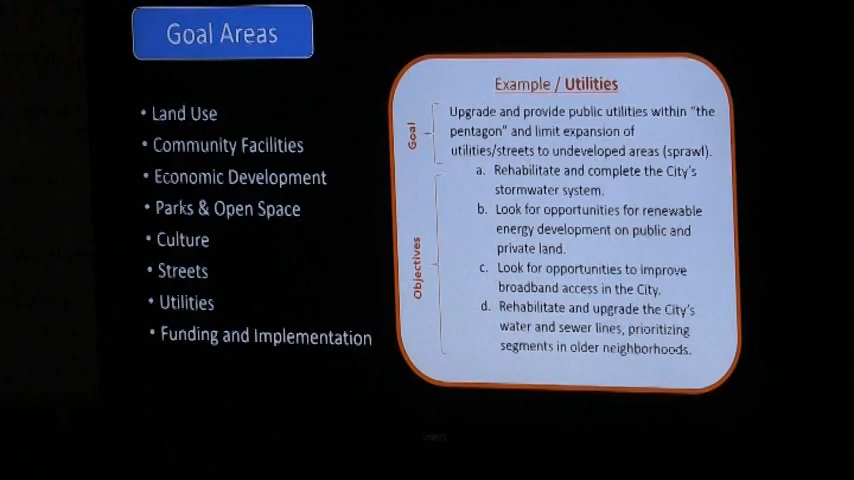 Goal Areas
• Land Use
• Community Facilities
• Economic Development
• Parks & Open Space
• Culture
• Streets
• Utilities
• Funding and Implementation
Example / Utilities
Goal
Upgrade and provide public utilities within “the
pentagon” and limit expansion of
utilities/streets to undeveloped areas (sprawl).
Objectives
a. Rehabilitate and complete the City’s
stormwater system.
b. Look for opportunities for renewable
energy development on public and
private land.
c. Look for opportunities to improve
broadband access in the City.
d. Rehabilitate and upgrade the City’s
water and sewer lines, prioritizing
segments in older neighborhoods.
VIZIO